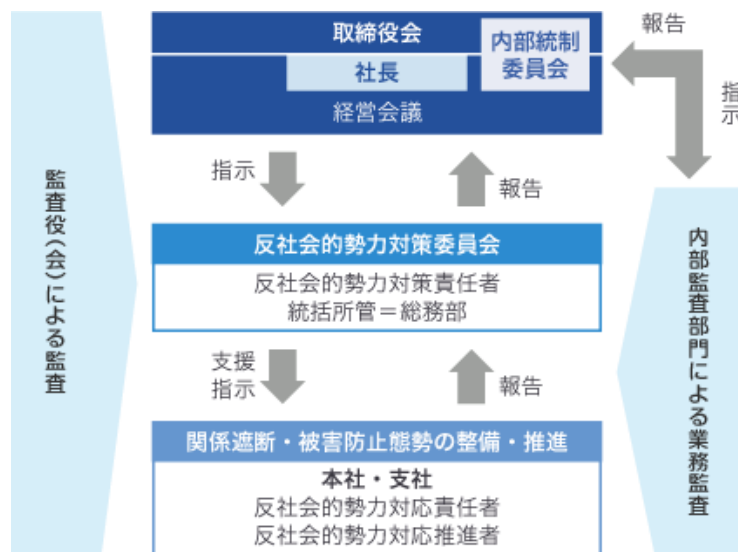 取締役会
内部統制
委員会
社長
経営会議
報告
指示
指示
報告
監査役(会)による監査
反社会的勢力対策委員会
反社会的勢力対策責任者
統括所管=総務部
内部監査部門による業務監査
支援
指示
報告
関係遮断・被害防止態勢の整備・推進
本社・支社
反社会的勢力対応責任者
反社会的勢力対応推進者